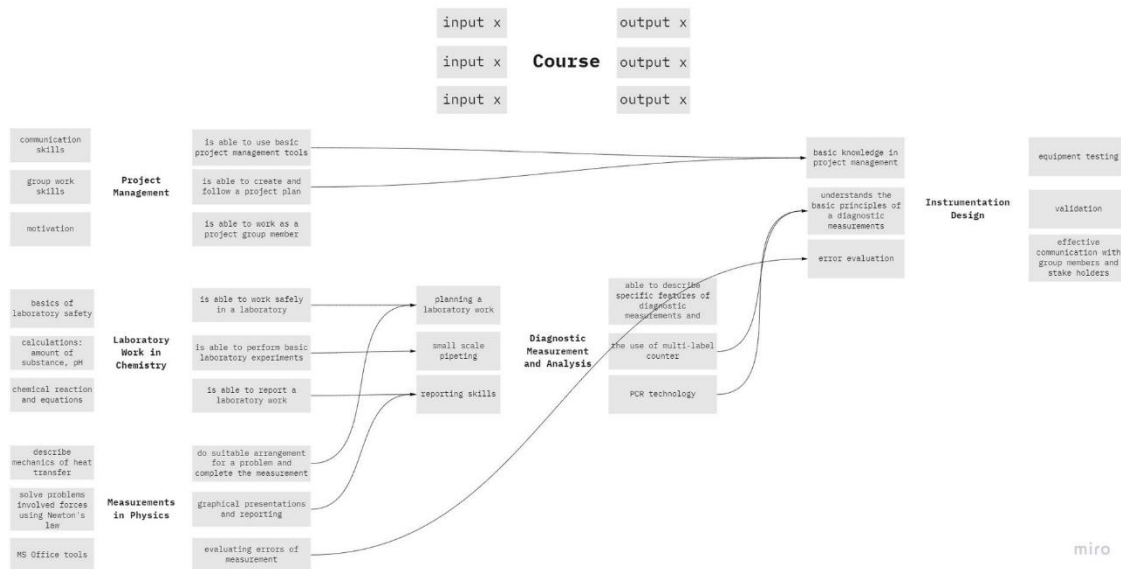 input x
output x
input x
Course
output x
input x
output x
communication
skills
group work
skills
motivation
Project
Management
is able to use basic
project management tools
is able to create and
follow a project plan
is able to work as a
project group member
basic knowledge in
project management
understands the
basic principles of
a diagnostic
measurements
error evaluation
Instrumentation
Design
equipment testing
validation
effective
communication with
group members and
stake holders
basics of
laboratory safety
calculations:
amount of
substance, pH
chemical reaction
and equations
Laboratory
Work in
Chemistry
is able to work safely
in a laboratory
is able to perform basic
laboratory experiments
is able to report a
laboratory work
planning a
laboratory work
small scale
pipeting
reporting skills
Diagnostic
Measurement
and Analysis
able to describe
specific features of
diagnostic
measurements and
the use of multi-label
counter
PCR technology
describe
mechanics of heat
transfer
solve problems
involved forces
using Newton's
law
MS Office tools
Measurements
in Physics
do suitable arrangement
for a problem and
complete the measurement
graphical presentations
and reporting
evaluating errors of
measurement
miro